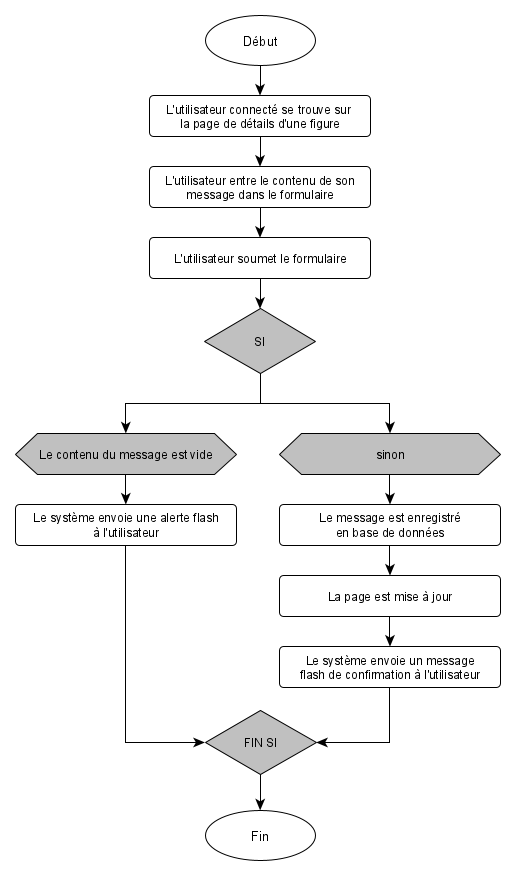 Début
L'utilisateur connecté se trouve sur
la page de détails d'une figure
L'utilisateur entre le contenu de son
message dans le formulaire
L'utilisateur soumet le formulaire
SI
Le contenu du message est vide
sinon
Le système envoie une alerte flash
à l'utilisateur
Le message est enregistré
en base de données
La page est mise à jour
Le système envoie un message
flash de confirmation à l'utilisateur
FIN SI
Fin